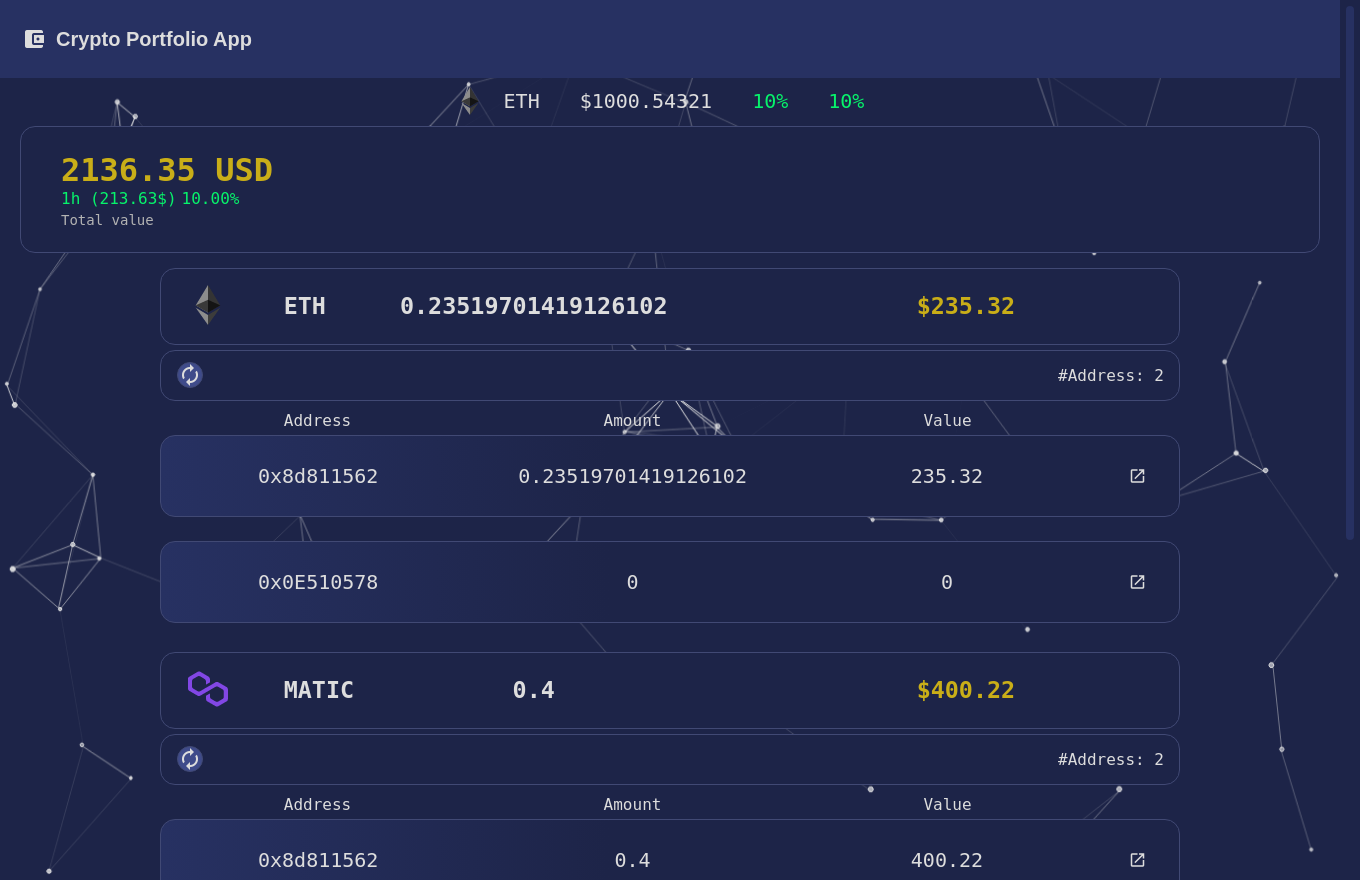 Crypto Portfolio App
ETH $1000.54321 10% 10%
2136.35 USD
1h (213.63$) 10.00%
Total value
ETH 0.23519701419126102 $235.32
#Address: 2
Address Amount Value
0x8d811562 0.23519701419126102 235.32
0x0E510578 0 0
MATIC 0.4 $400.22
#Address: 2
Address Amount Value
0x8d811562 0.4 400.22